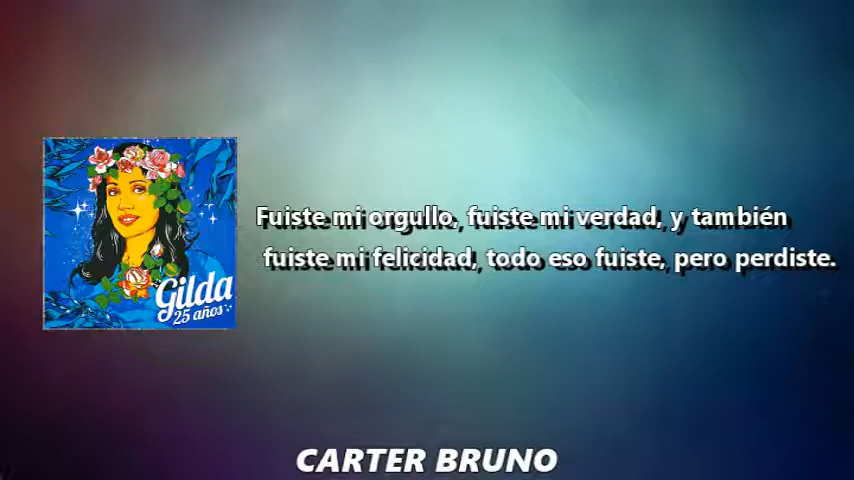 Fuiste mi orgullo, fuiste mi verdad, y también
fuiste mi felicidad, todo eso fuiste, pero perdiste.
Gilda
25 años
CARTER BRUNO